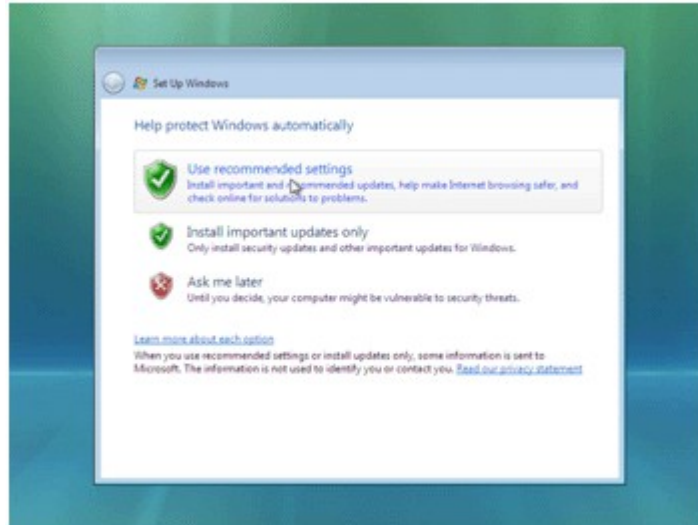 Set Up Windows
Help protect Windows automatically
Use recommended settings
Install important and recommended updates, help make Internet browsing safer, and
check online for solutions to problems.
Install important updates only
Only install security updates and other important updates for Windows.
Ask me later
Until you decide, your computer might be vulnerable to security threats.
Learn more about each option
When you use recommended settings or install updates only, some information is sent to
Microsoft. The information is not used to identify you or contact you. Read our privacy statement